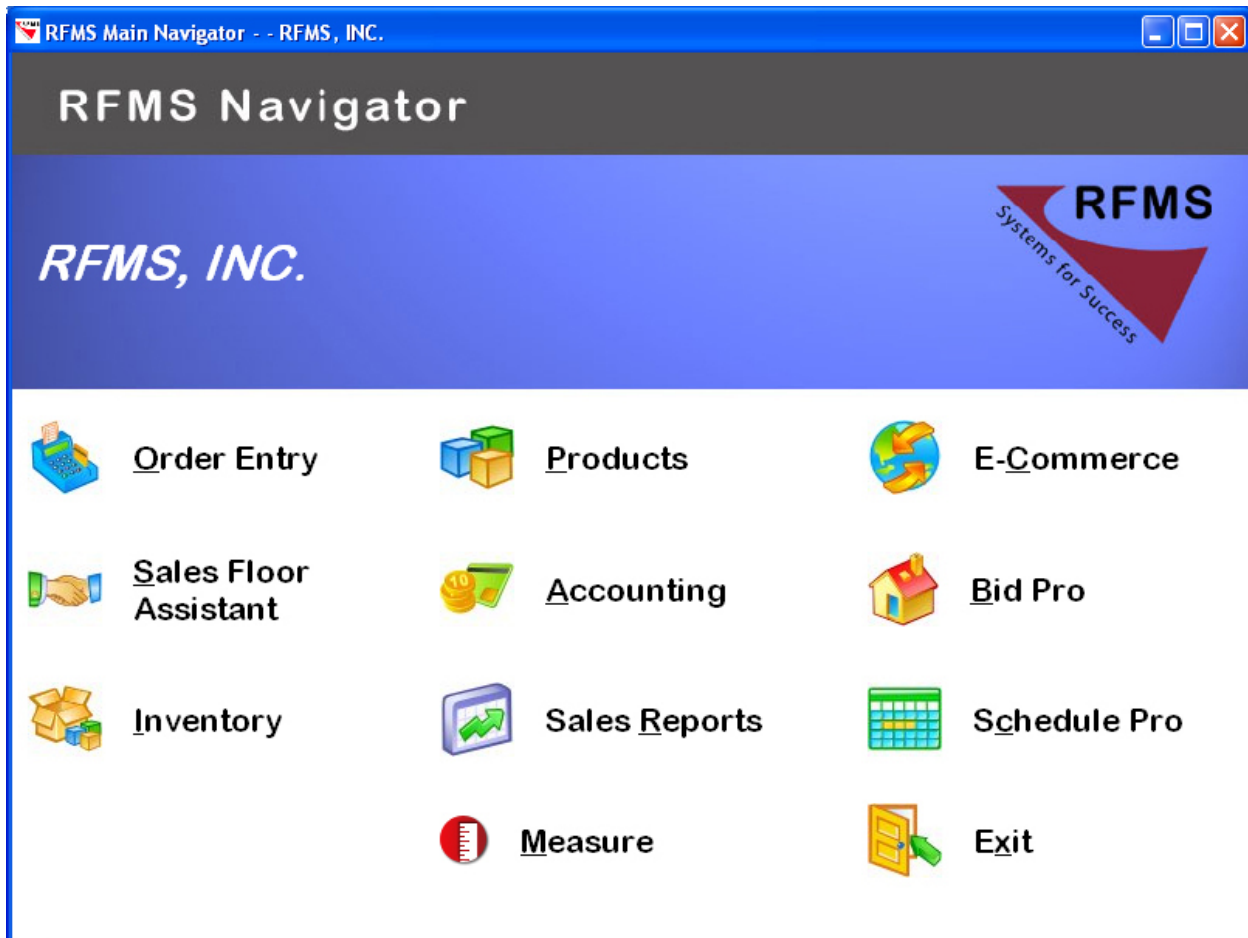 RFMS Main Navigator - - RFMS, INC.
RFMS Navigator
RFMS, INC.
RFMS
Systems for Success
Order Entry
Products
E-Commerce
Sales Floor
Assistant
10
Accounting
Bid Pro
Inventory
Sales Reports
Schedule Pro
Measure
Exit